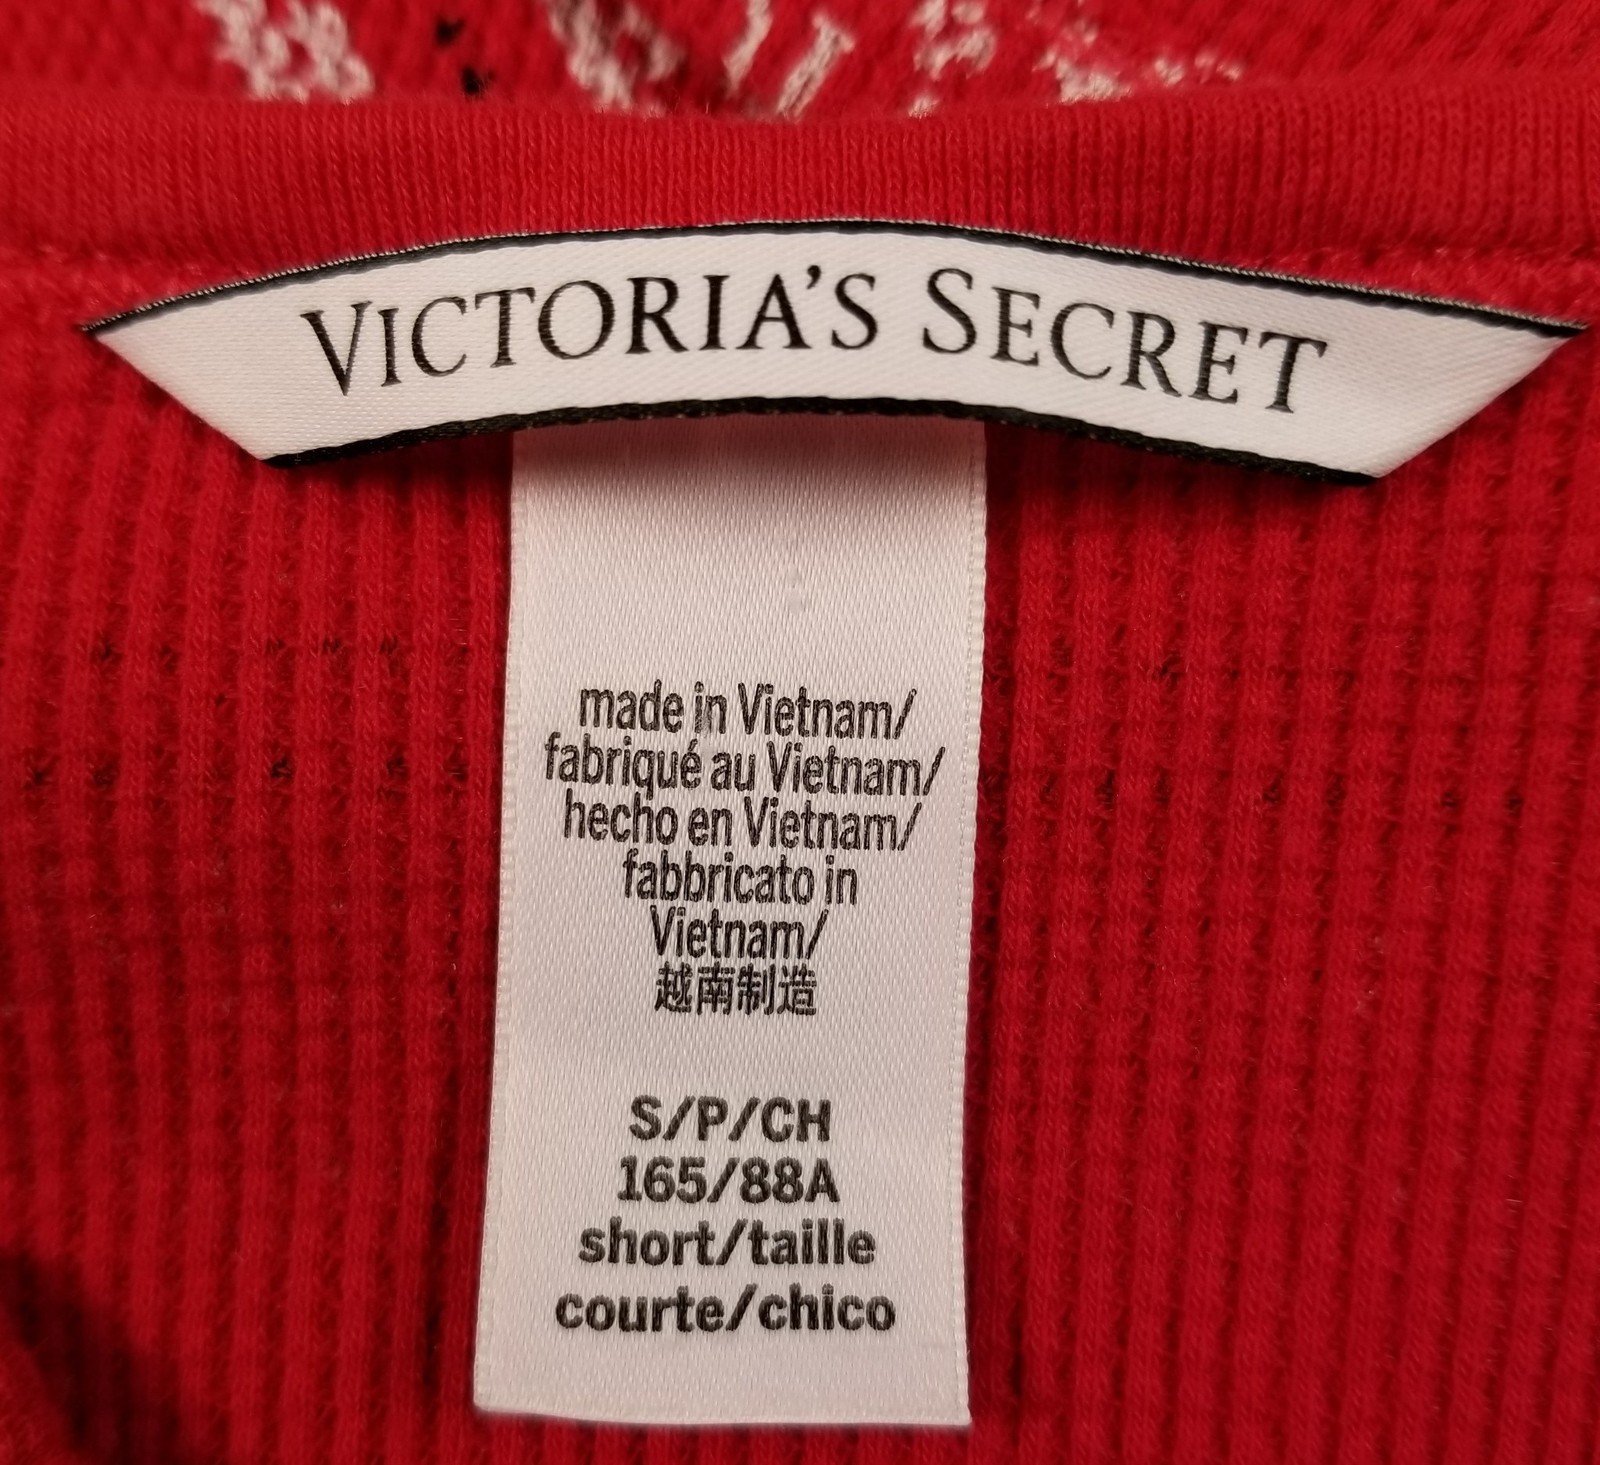 VICTORIA'S SECRET
made in Vietnam/
fabriqué au Vietnam/
hecho en Vietnam/
fabbricato in
Vietnam/
越南制造
S/P/CH
165/88A
short/taille
courte/chico